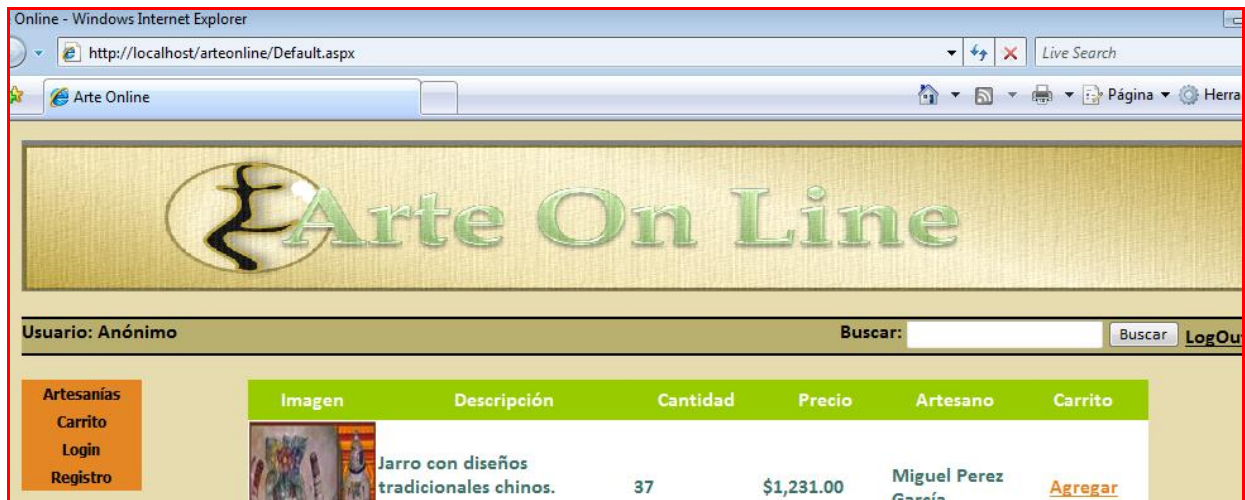 Online - Windows Internet Explorer
http://localhost/arteonline/Default.aspx
Live Search
Arte Online
Página
Arte On Line
Usuario: Anónimo Buscar: Buscar
Artesanías
Carrito
Login
Registro
Imagen Descripción Cantidad Precio Artesano Carrito
Jarro con diseños
tradicionales chinos. 37 $1,231.00 Miguel Perez
García Agregar